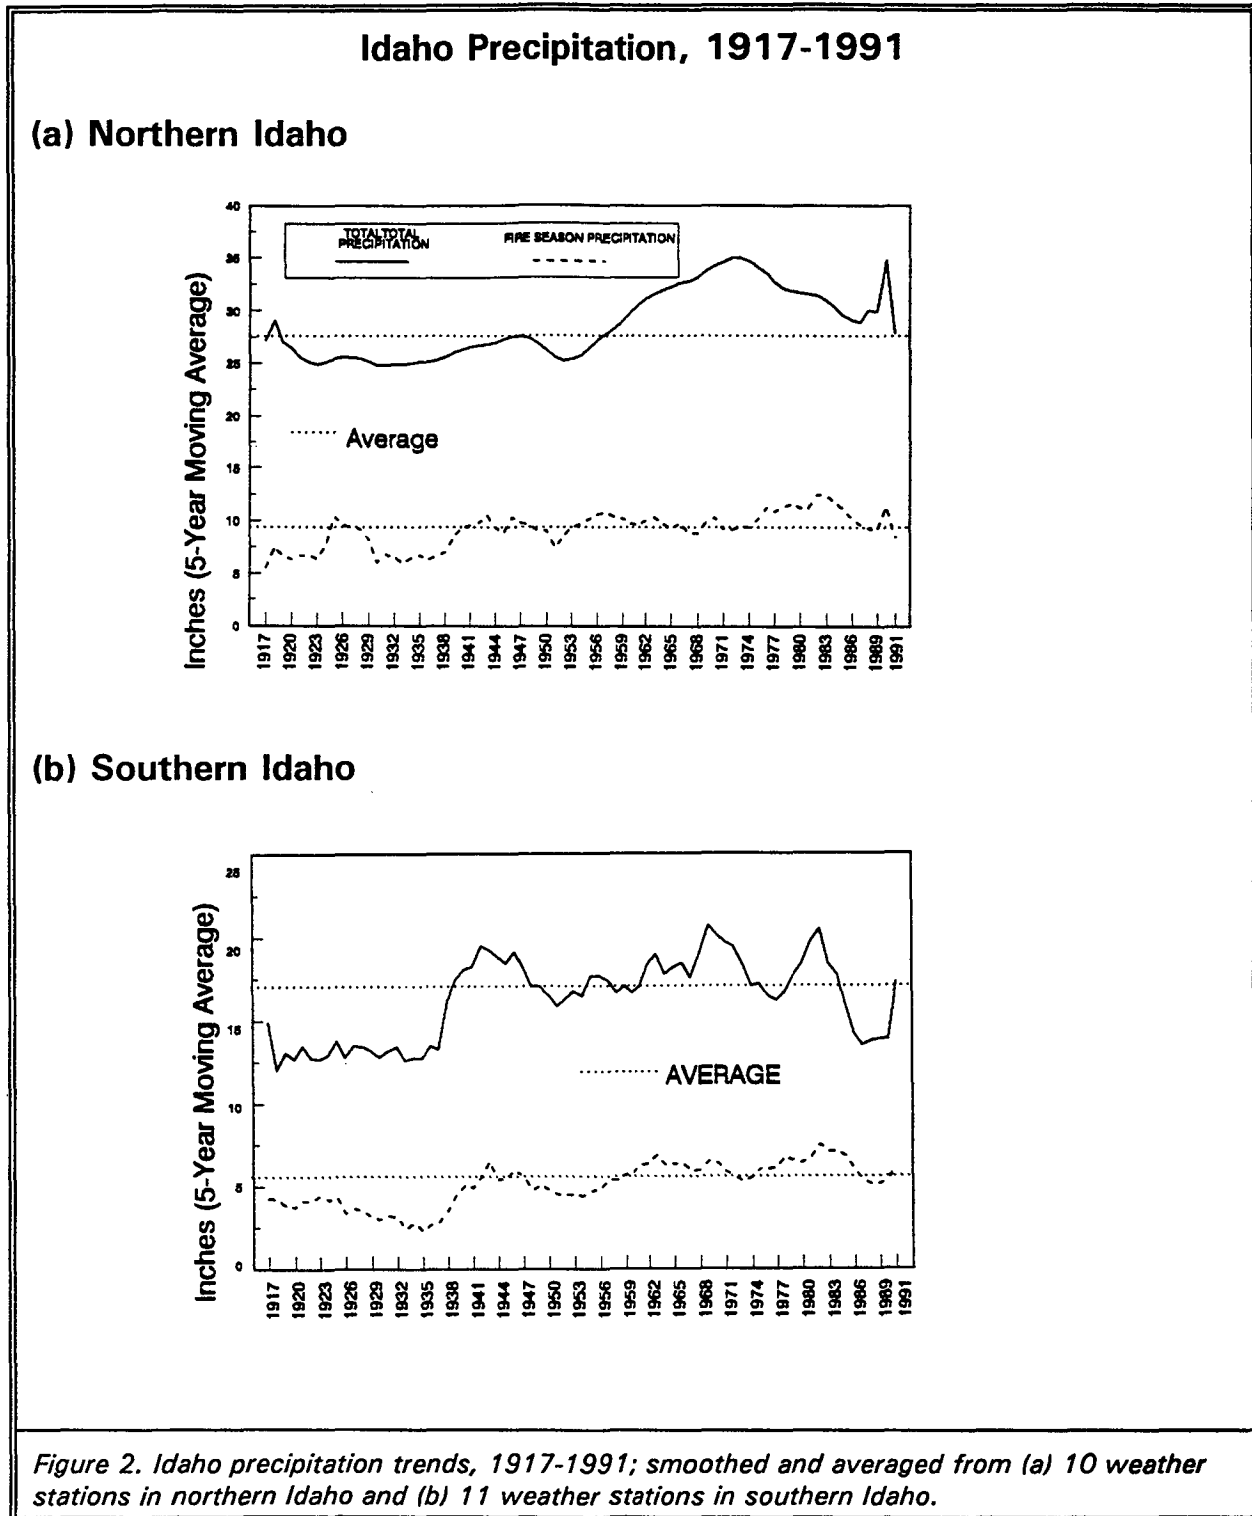 Idaho Precipitation, 1917-1991
(a) Northern Idaho
Inches (5-Year Moving Average)
40
35
30
25
20
15
10
5
0
TOTALTOTAL
PRECIPITATION
FIRE SEASON PRECIPITATION
Average
1917 1920 1923 1926 1929 1932 1935 1938 1941 1944 1947 1950 1953 1956 1959 1962 1965 1968 1971 1974 1977 1980 1983 1986 1989 1991
(b) Southern Idaho
Inches (5-Year Moving Average)
25
20
15
10
5
0
AVERAGE
1917 1920 1923 1926 1929 1932 1935 1938 1941 1944 1947 1950 1953 1956 1959 1962 1965 1968 1971 1974 1977 1980 1983 1986 1989 1991
Figure 2. Idaho precipitation trends, 1917-1991; smoothed and averaged from (a) 10 weather
stations in northern Idaho and (b) 11 weather stations in southern Idaho.